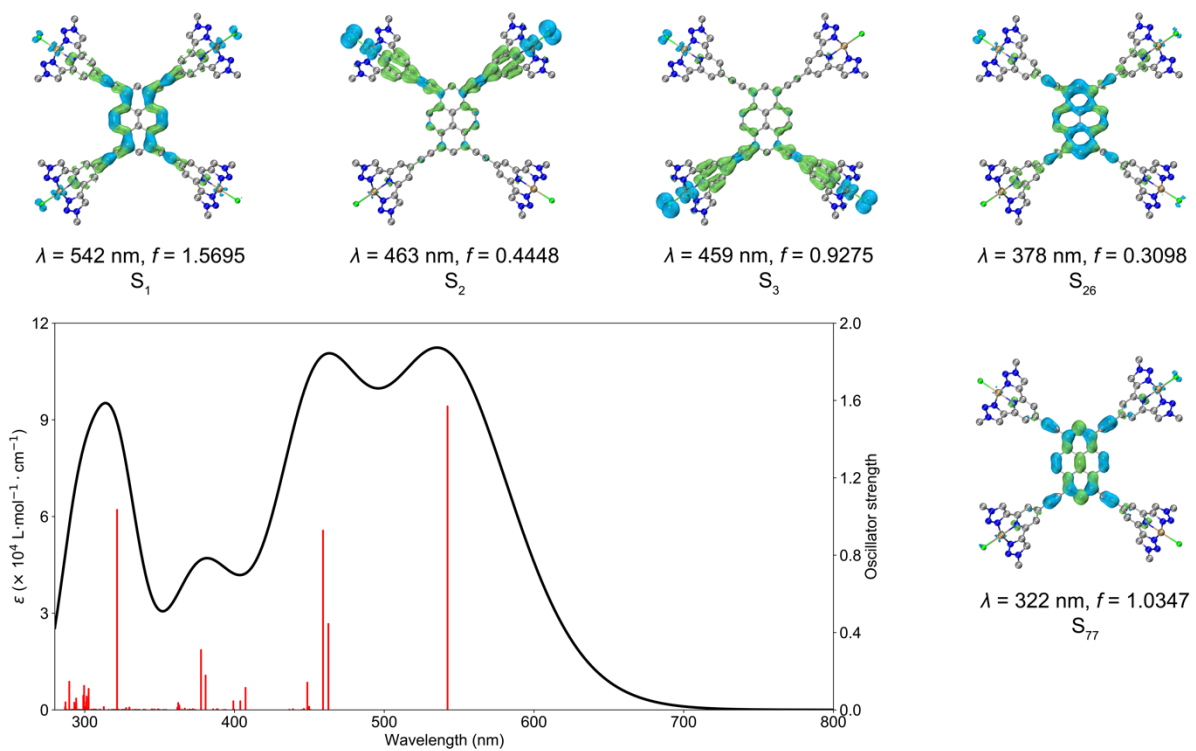 λ = 542 nm, f = 1.5695
S₁
λ = 463 nm, f = 0.4448
S₂
λ = 459 nm, f = 0.9275
S₃
λ = 378 nm, f = 0.3098
S₂₆
12
9
6
3
0
ε (× 10⁴ L·mol⁻¹ · cm⁻¹)
2.0
1.6
1.2
0.8
0.4
0.0
Oscillator strength
300
400
500
600
700
800
Wavelength (nm)
λ = 322 nm, f = 1.0347
S₇₇